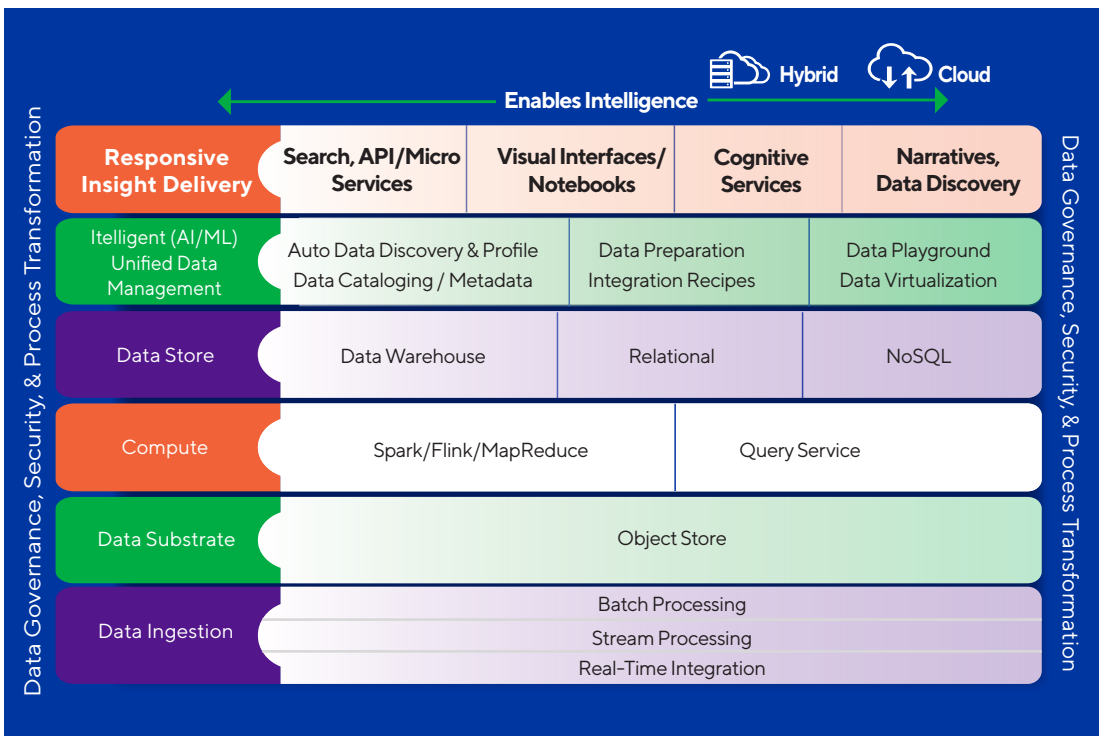 Hybrid
Cloud
Enables Intelligence
Data Governance, Security, & Process Transformation
Responsive
Insight Delivery
Search, API/Micro
Services
Visual Interfaces/
Notebooks
Cognitive
Services
Narratives,
Data Discovery
Itelligent (AI/ML)
Unified Data
Management
Auto Data Discovery & Profile
Data Cataloging / Metadata
Data Preparation
Integration Recipes
Data Playground
Data Virtualization
Data Store
Data Warehouse
Relational
NoSQL
Compute
Spark/Flink/MapReduce
Query Service
Data Substrate
Object Store
Data Ingestion
Batch Processing
Stream Processing
Real-Time Integration
Data Governance, Security, & Process Transformation